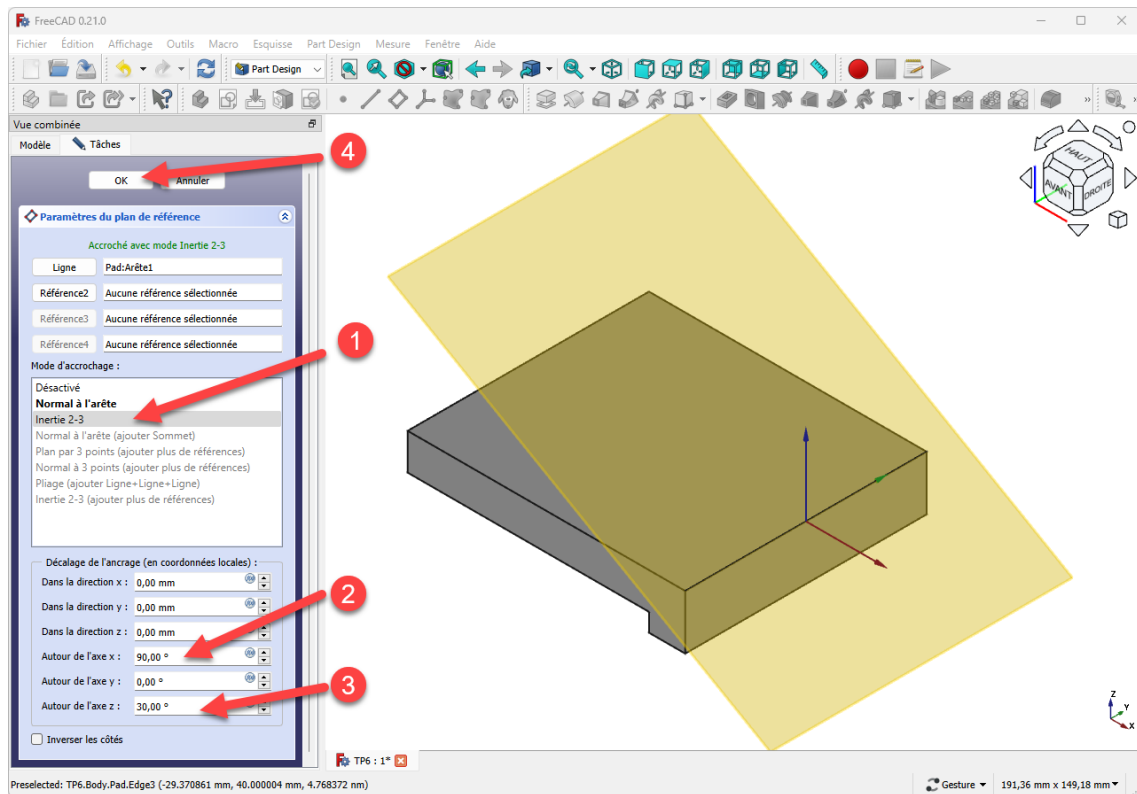 FreeCAD 0.21.0
Fichier Édition Affichage Outils Macro Esquisse Part Design Mesure Fenêtre Aide
Part Design
Vue combinée
Modèle Tâches
4
OK Annuler
Paramètres du plan de référence
Accroché avec mode Inertie 2-3
Ligne Pad:Arête1
Référence2 Aucune référence sélectionnée
Référence3 Aucune référence sélectionnée
Référence4 Aucune référence sélectionnée
1
Mode d'accrochage :
Désactivé
Normal à l'arête
Inertie 2-3
Normal à l'arête (ajouter Sommet)
Plan par 3 points (ajouter plus de références)
Normal à 3 points (ajouter plus de références)
Pliage (ajouter Ligne+Ligne+Ligne)
Inertie 2-3 (ajouter plus de références)
Décalage de l'ancrage (en coordonnées locales) :
Dans la direction x : 0,00 mm
Dans la direction y : 0,00 mm
2
Dans la direction z : 0,00 mm
Autour de l'axe x : 90,00 °
Autour de l'axe y : 0,00 °
3
Autour de l'axe z : 30,00 °
Inverser les côtés
HAUT
AVANT DROITE
Z
Y
X
TP6 : 1*
Preselected: TP6.Body.Pad.Edge3 (-29.370861 mm, 40.000004 mm, 4.768372 nm)
Gesture 191,36 mm x 149,18 mm